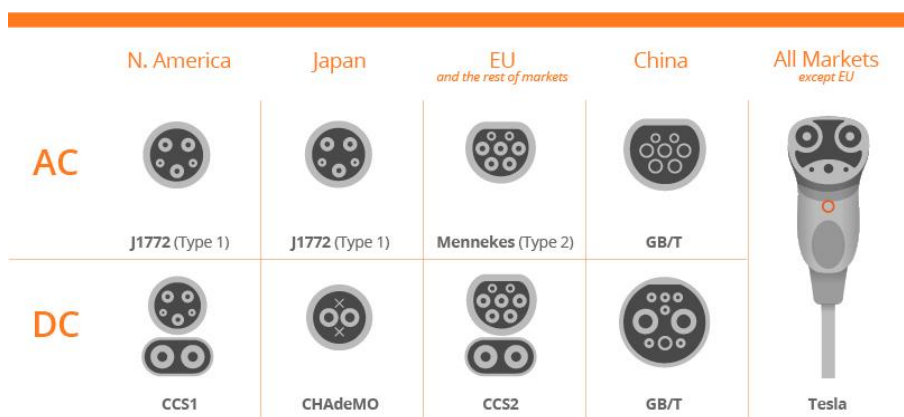 N. America
Japan
EU
and the rest of markets
China
All Markets
except EU
AC
J1772 (Type 1)
J1772 (Type 1)
Mennekes (Type 2)
GB/T
DC
CCS1
CHAdeMO
CCS2
GB/T
Tesla